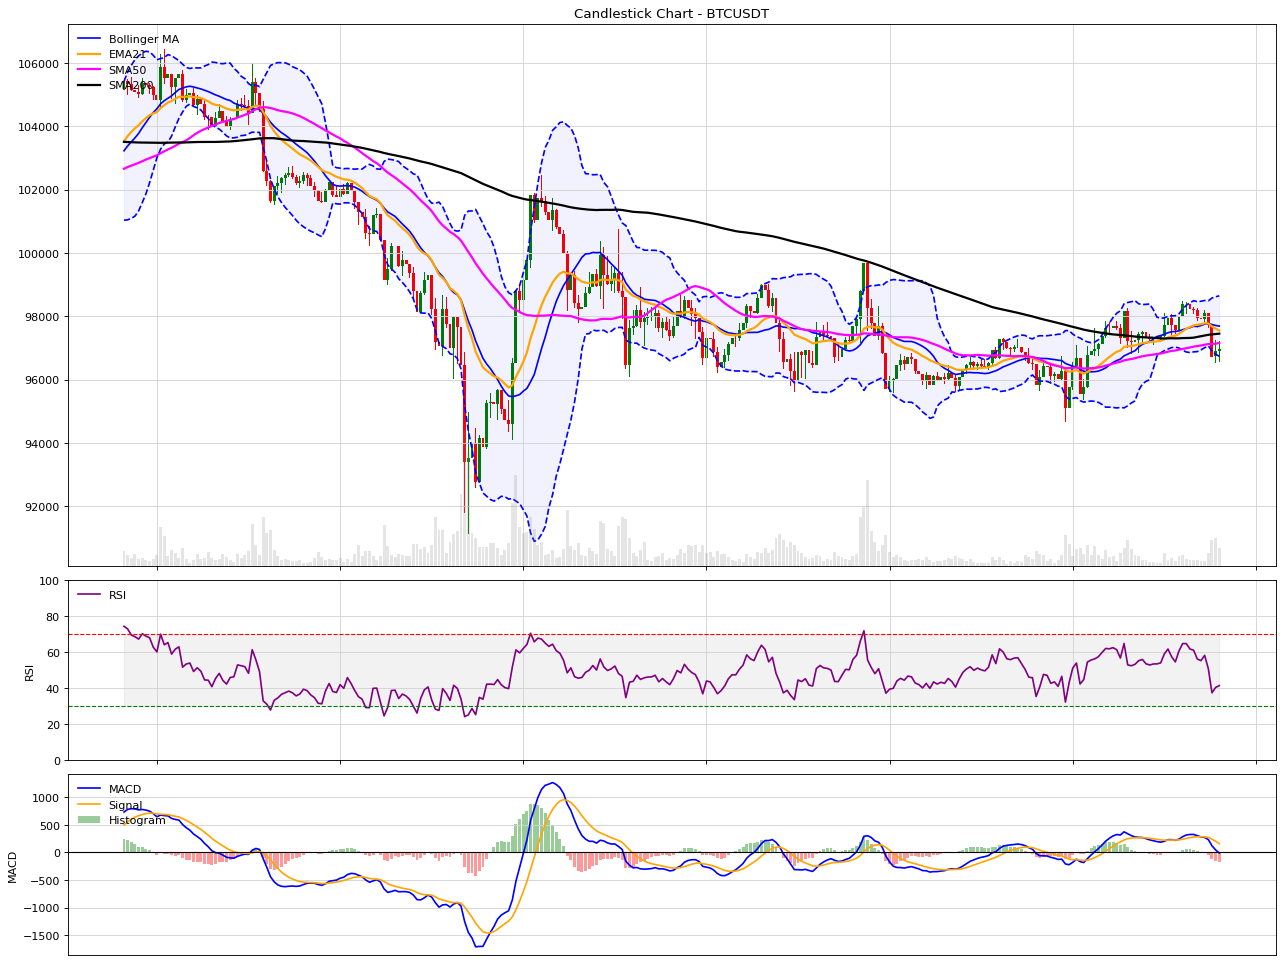 Candlestick Chart - BTCUSDT
Bollinger MA
EMA21
SMA50
SMA200
106000
104000
102000
100000
98000
96000
94000
92000
RSI
100
80
60
40
20
0
RSI
MACD
Signal
Histogram
1000
500
0
−500
−1000
−1500
MACD